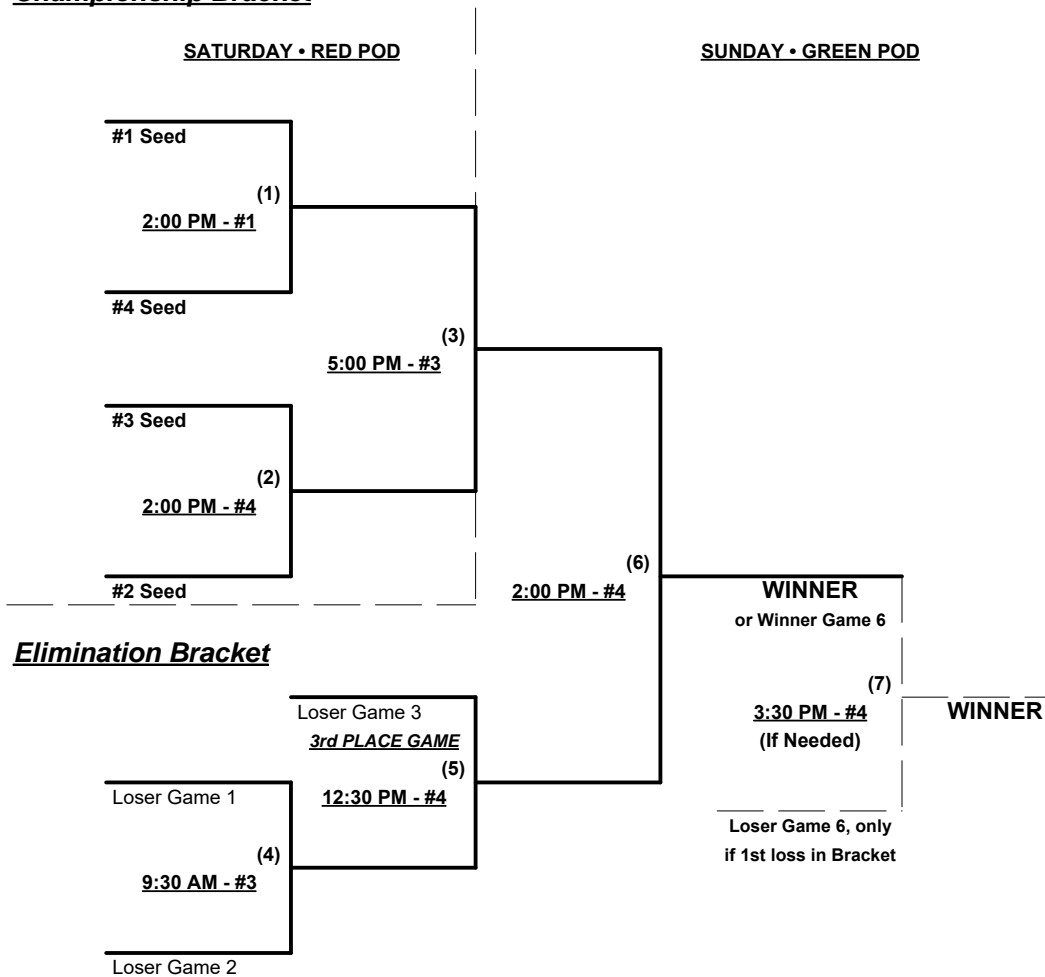 Championship Bracket
SATURDAY • RED POD
SUNDAY • GREEN POD
#1 Seed
(1)
2:00 PM - #1
#4 Seed
(3)
5:00 PM - #3
#3 Seed
(2)
2:00 PM - #4
#2 Seed
(6)
2:00 PM - #4
WINNER
or Winner Game 6
(7)
3:30 PM - #4
(If Needed)
WINNER
Loser Game 6, only
if 1st loss in Bracket
Elimination Bracket
Loser Game 3
3rd PLACE GAME
(5)
12:30 PM - #4
Loser Game 1
(4)
9:30 AM - #3
Loser Game 2